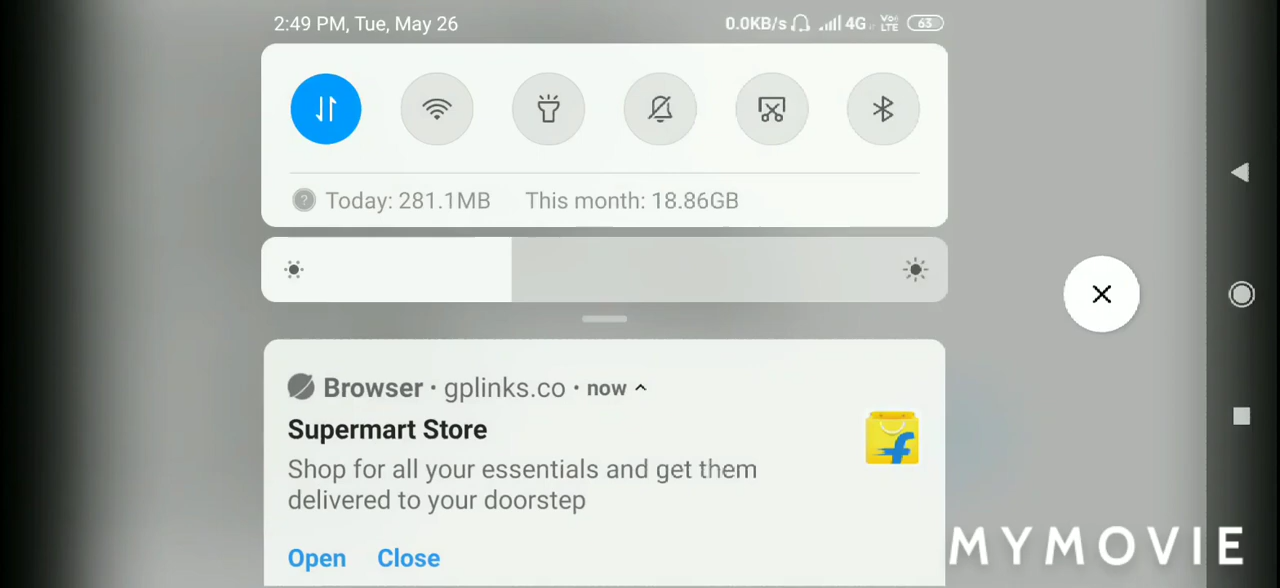 2:49 PM, Tue, May 26 0.0KB/s 4G Vo LTE 63
? Today: 281.1MB This month: 18.86GB
Browser · gplinks.co · now
Supermart Store
Shop for all your essentials and get them
delivered to your doorstep
Open Close
MYMOVIE